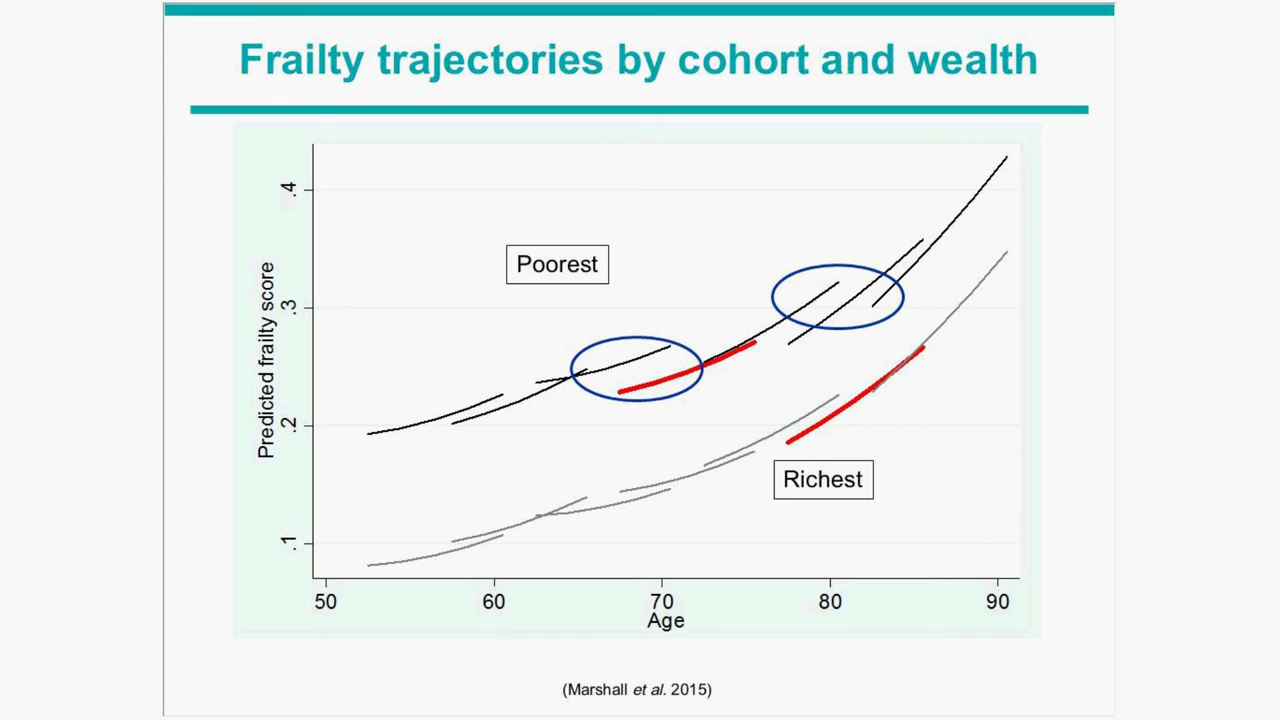 Frailty trajectories by cohort and wealth
.4
.3
.2
.1
Predicted frailty score
Poorest
Richest
50 60 70 80 90
Age
(Marshall et al. 2015)